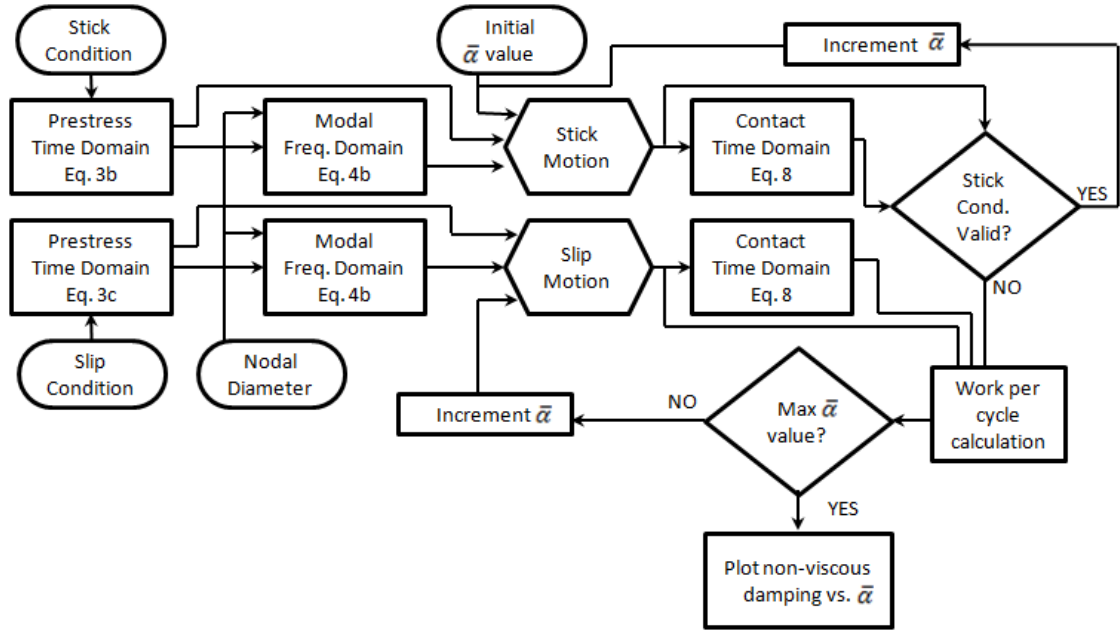 Stick
Condition
Initial
ᾱ value
Increment ᾱ
Prestress
Time Domain
Eq. 3b
Modal
Freq. Domain
Eq. 4b
Stick
Motion
Contact
Time Domain
Eq. 8
Stick
Cond.
Valid?
YES
Prestress
Time Domain
Eq. 3c
Modal
Freq. Domain
Eq. 4b
Slip
Motion
Contact
Time Domain
Eq. 8
NO
Slip
Condition
Nodal
Diameter
Increment ᾱ
NO
Max ᾱ
value?
Work per
cycle
calculation
YES
Plot non-viscous
damping vs. ᾱ